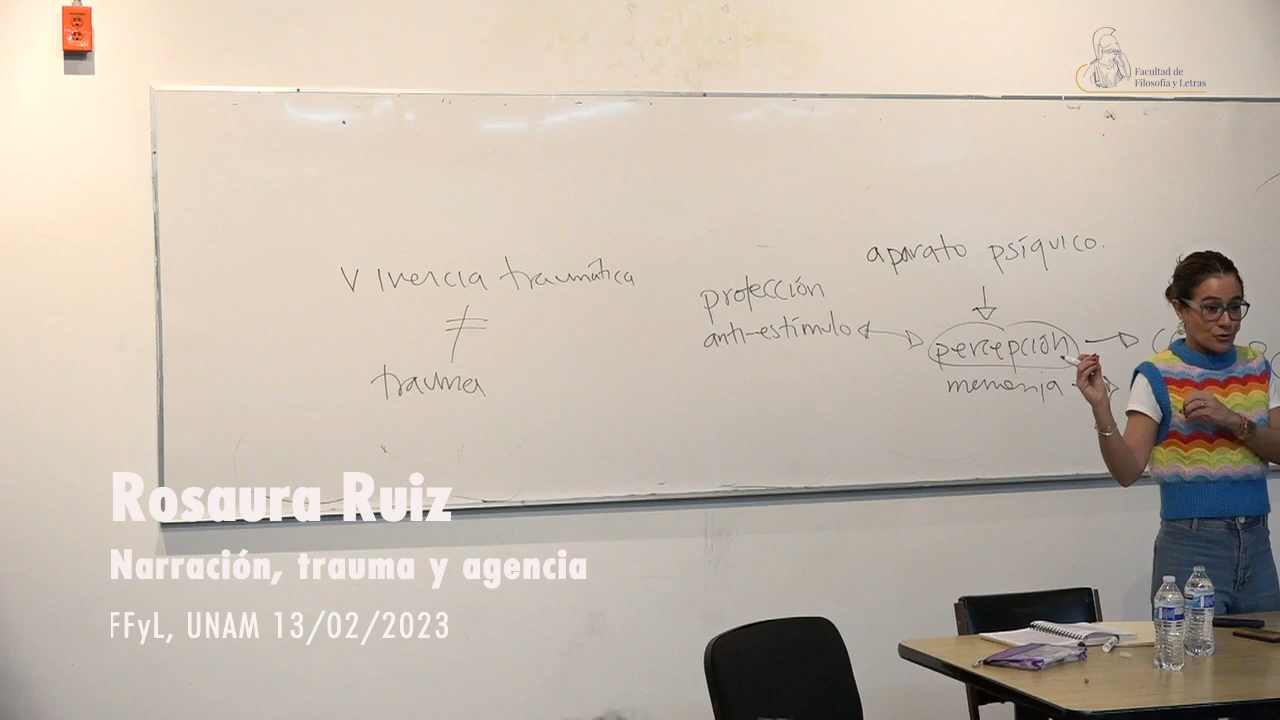 Facultad de
Filosofía y Letras
aparato psíquico.
vivencia traumática
≠
trauma
protección
anti-estímulo
percepción
memoria
Rosaura Ruiz
Narración, trauma y agencia
FFyL, UNAM 13/02/2023